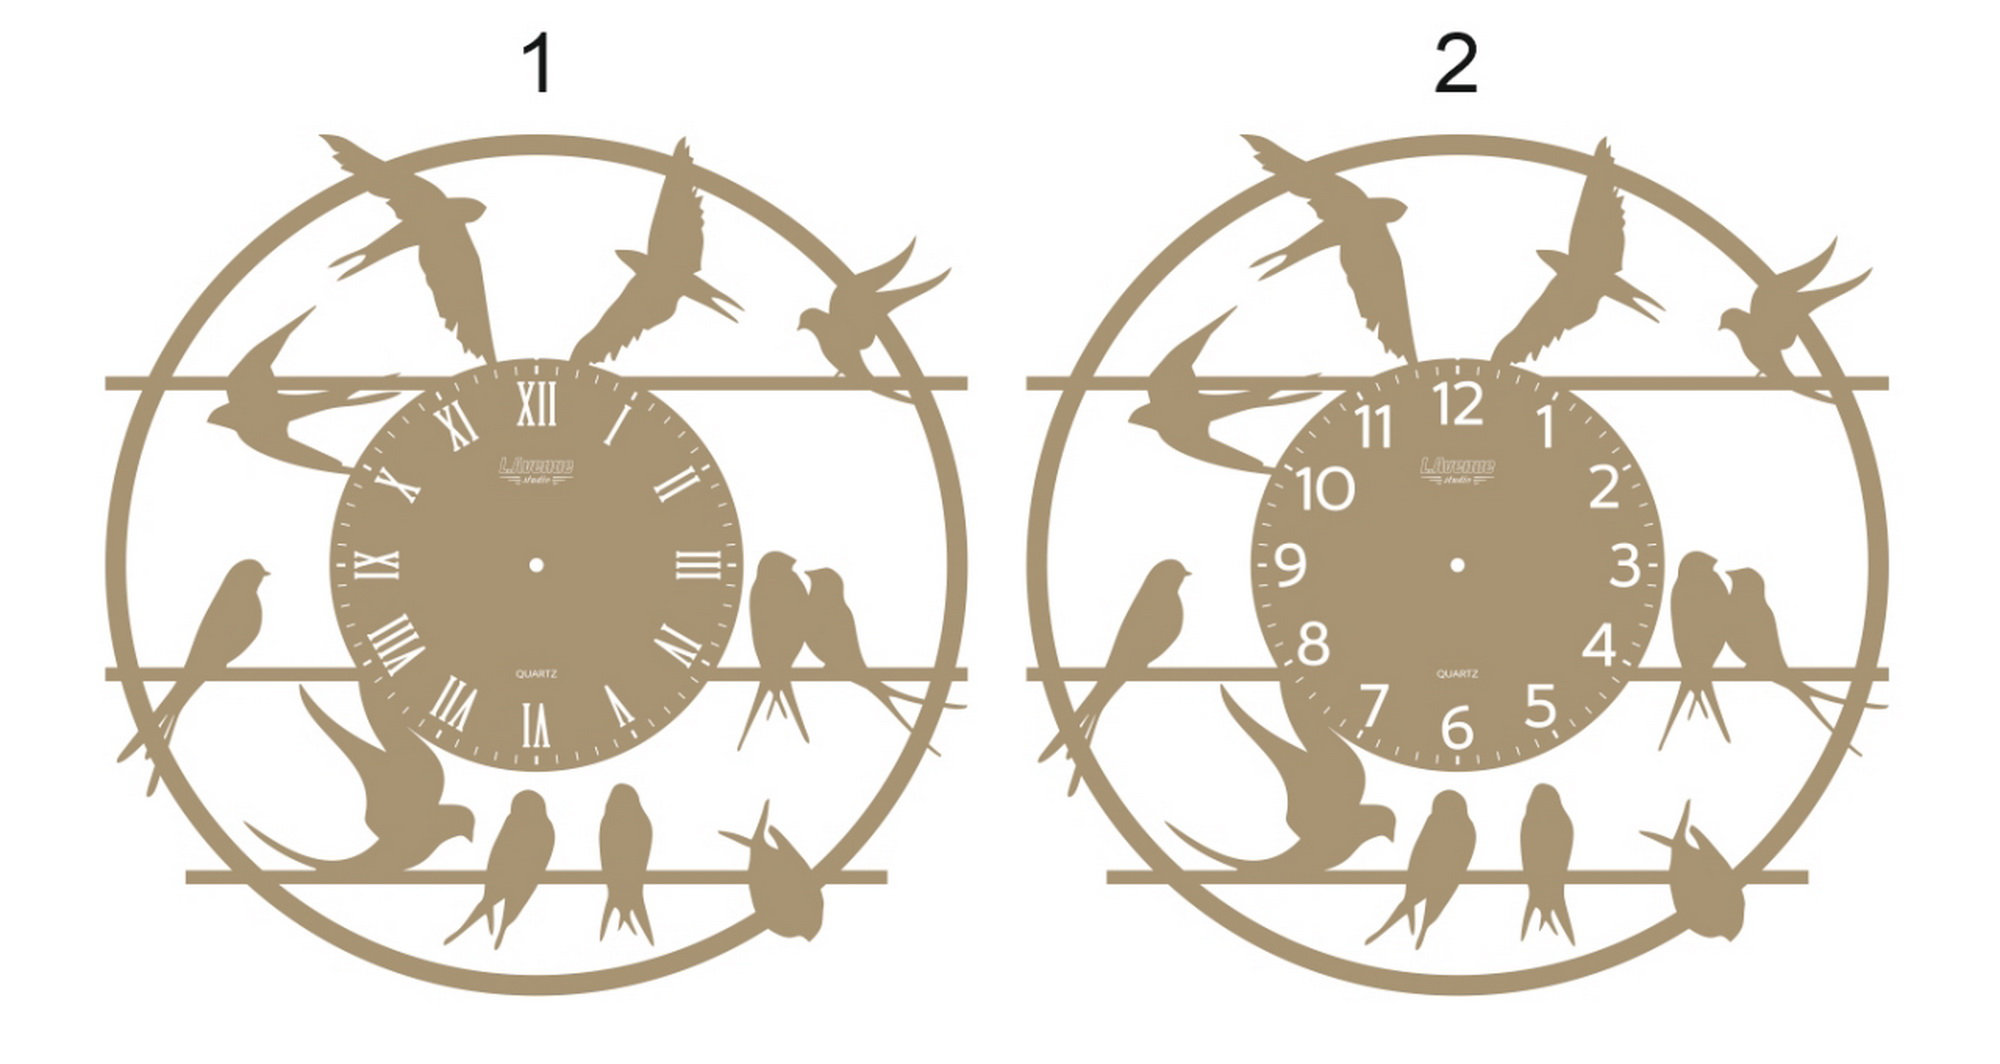 1
XII
XI I
X II
L.Avenue
studio
IX III
VIII IV
QUARTZ
VII V
VI
2
12
11 1
10 2
L.Avenue
studio
9 3
8 4
QUARTZ
7 5
6